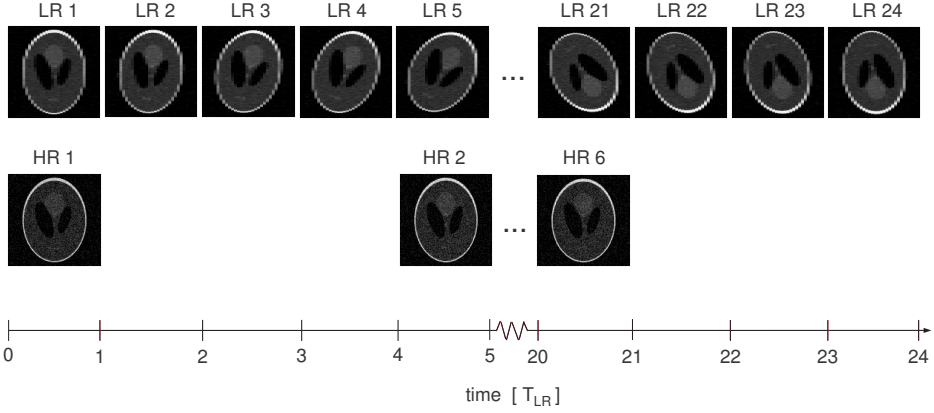 LR 1 LR 2 LR 3 LR 4 LR 5 LR 21 LR 22 LR 23 LR 24
...
HR 1 HR 2 HR 6
...
0 1 2 3 4 5 20 21 22 23 24
time [ T_LR ]